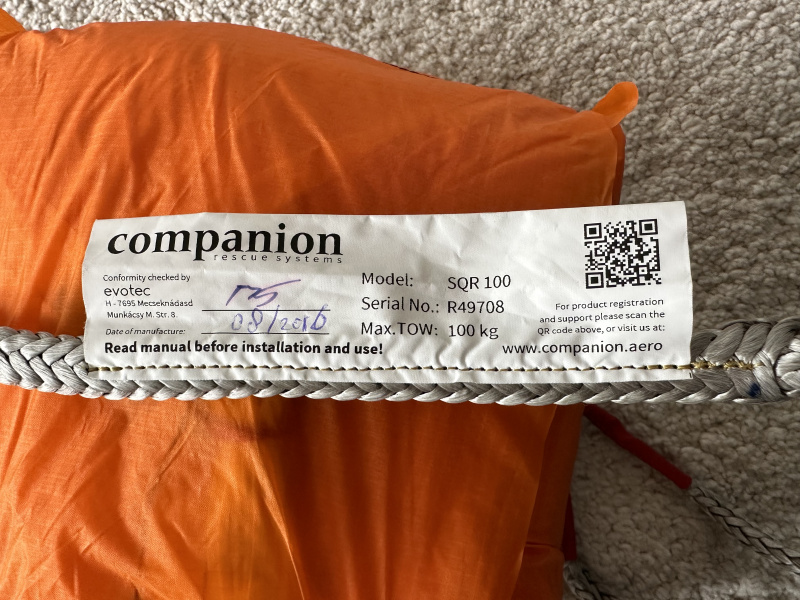 companion
rescue systems
Conformity checked by
evotec
H - 7695 Mecseknádasd
Munkácsy M. Str. 8.
Date of manufacture: 08/2016
Read manual before installation and use!
Model: SQR 100
Serial No.: R49708
Max.TOW: 100 kg
For product registration
and support please scan the
QR code above, or visit us at:
www.companion.aero